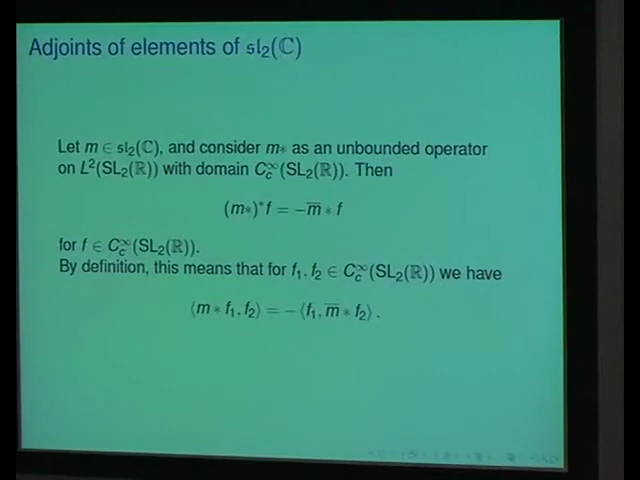 Adjoints of elements of 𝔰𝔩₂(ℂ)
Let m ∈ 𝔰𝔩₂(ℂ), and consider m∗ as an unbounded operator
on L²(SL₂(ℝ)) with domain C_c^∞(SL₂(ℝ)). Then
(m∗)*f = −m̅ ∗ f
for f ∈ C_c^∞(SL₂(ℝ)).
By definition, this means that for f₁, f₂ ∈ C_c^∞(SL₂(ℝ)) we have
⟨m ∗ f₁, f₂⟩ = −⟨f₁, m̅ ∗ f₂⟩.